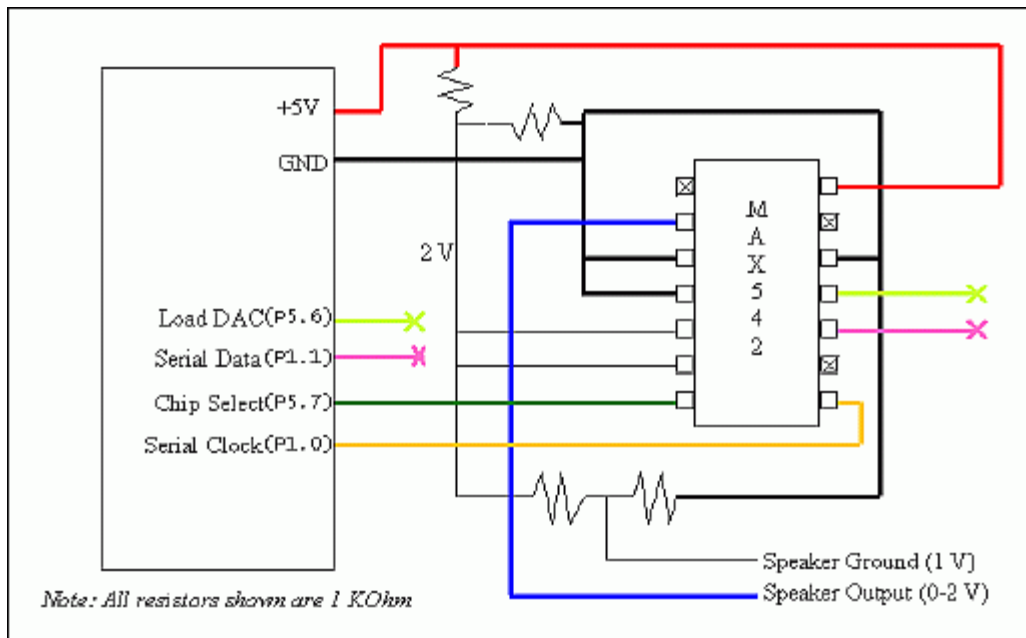 +5V
GND
2 V
Load DAC(P5.6)
Serial Data(P1.1)
Chip Select(P5.7)
Serial Clock(P1.0)
M
A
X
5
4
2
Speaker Ground (1 V)
Speaker Output (0-2 V)
Note: All resistors shown are 1 KOhm